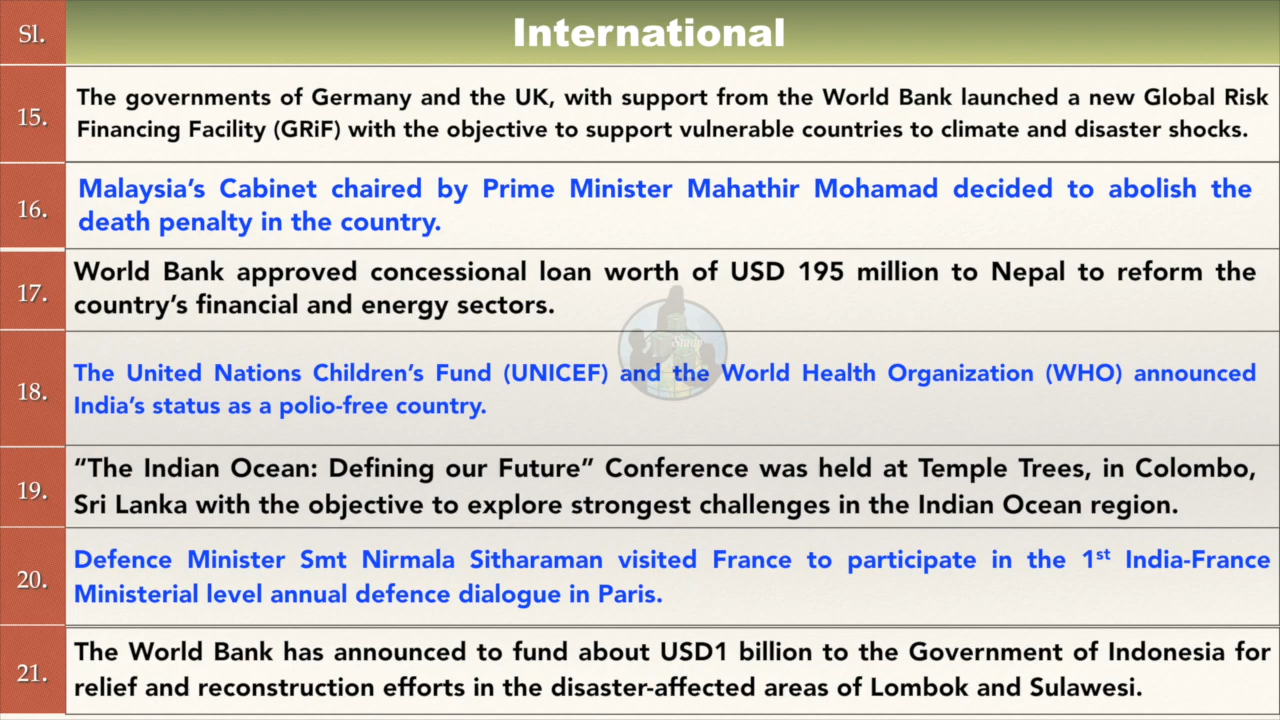 Sl. International
15. The governments of Germany and the UK, with support from the World Bank launched a new Global Risk
Financing Facility (GRiF) with the objective to support vulnerable countries to climate and disaster shocks.
16. Malaysia’s Cabinet chaired by Prime Minister Mahathir Mohamad decided to abolish the
death penalty in the country.
17. World Bank approved concessional loan worth of USD 195 million to Nepal to reform the
country’s financial and energy sectors.
18. The United Nations Children’s Fund (UNICEF) and the World Health Organization (WHO) announced
India’s status as a polio-free country.
19. “The Indian Ocean: Defining our Future” Conference was held at Temple Trees, in Colombo,
Sri Lanka with the objective to explore strongest challenges in the Indian Ocean region.
20. Defence Minister Smt Nirmala Sitharaman visited France to participate in the 1st India-France
Ministerial level annual defence dialogue in Paris.
21. The World Bank has announced to fund about USD1 billion to the Government of Indonesia for
relief and reconstruction efforts in the disaster-affected areas of Lombok and Sulawesi.
Study